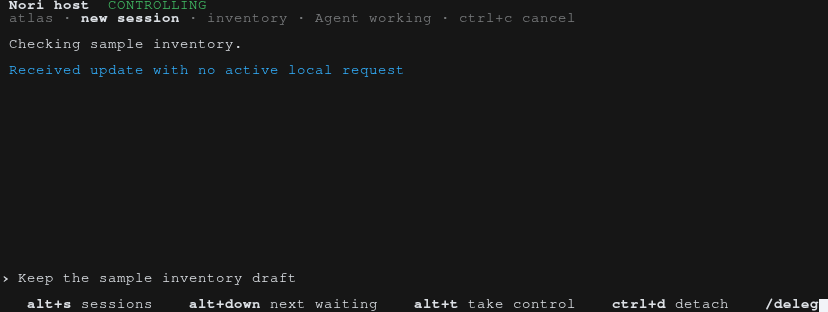 Nori host  CONTROLLING
atlas · new session · inventory · Agent working · ctrl+c cancel
Checking sample inventory.
Received update with no active local request
› Keep the sample inventory draft
alt+s sessions    alt+down next waiting    alt+t take control    ctrl+d detach    /deleg